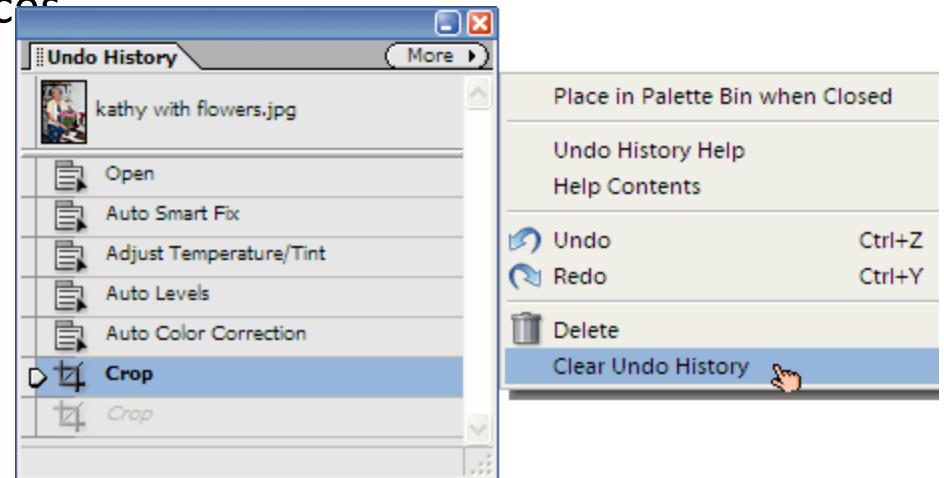 Undo History
More
kathy with flowers.jpg
Open
Auto Smart Fix
Adjust Temperature/Tint
Auto Levels
Auto Color Correction
Crop
Crop
Place in Palette Bin when Closed
Undo History Help
Help Contents
Undo Ctrl+Z
Redo Ctrl+Y
Delete
Clear Undo History